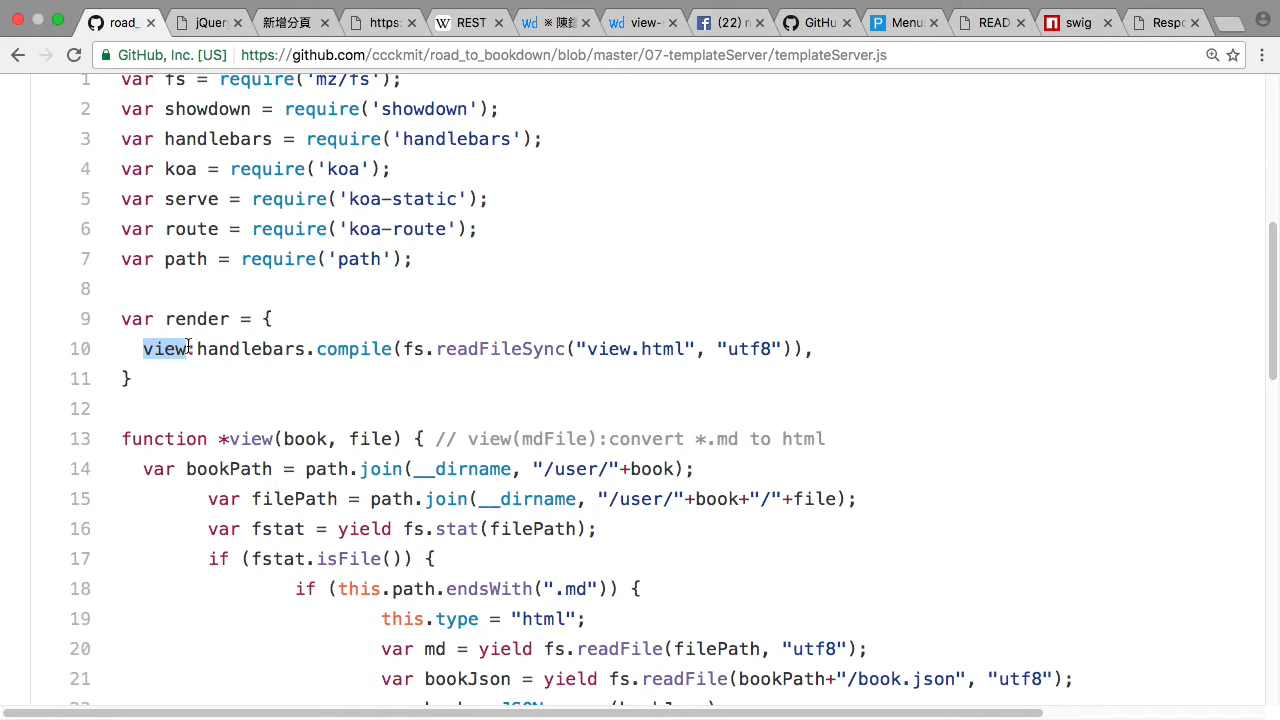 road_ jQuery 新增分頁 https: REST ※ 陳鍾 view- (22) n GitHu Menu: READ swig Respo
GitHub, Inc. [US] https://github.com/ccckmit/road_to_bookdown/blob/master/07-templateServer/templateServer.js
1 var fs = require('mz/fs');
2 var showdown = require('showdown');
3 var handlebars = require('handlebars');
4 var koa = require('koa');
5 var serve = require('koa-static');
6 var route = require('koa-route');
7 var path = require('path');
8
9 var render = {
10 view:handlebars.compile(fs.readFileSync("view.html", "utf8")),
11 }
12
13 function *view(book, file) { // view(mdFile):convert *.md to html
14 var bookPath = path.join(__dirname, "/user/"+book);
15 var filePath = path.join(__dirname, "/user/"+book+"/"+file);
16 var fstat = yield fs.stat(filePath);
17 if (fstat.isFile()) {
18 if (this.path.endsWith(".md")) {
19 this.type = "html";
20 var md = yield fs.readFile(filePath, "utf8");
21 var bookJson = yield fs.readFile(bookPath+"/book.json", "utf8");